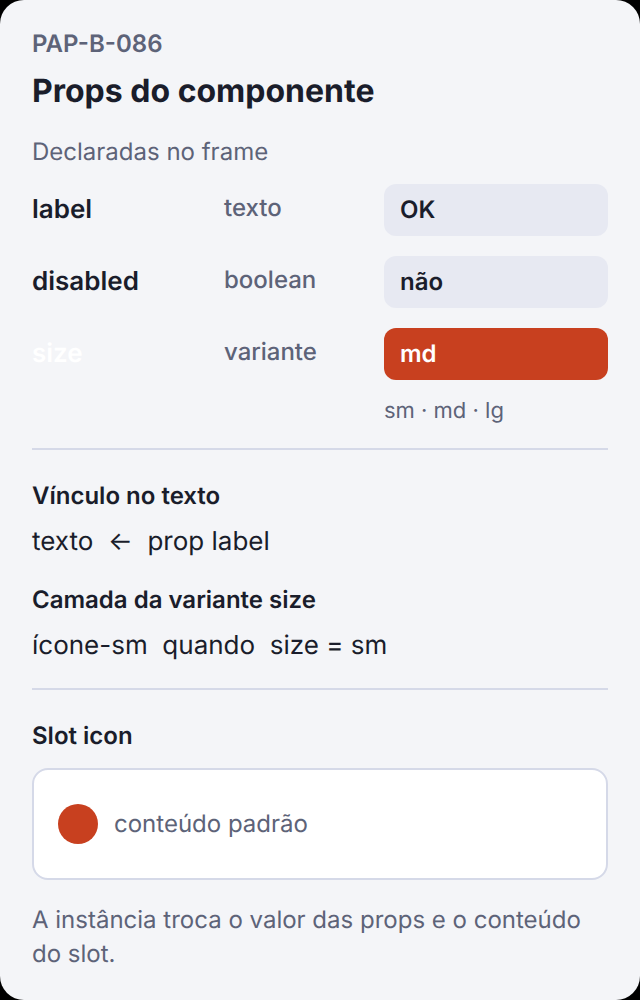 PAP-B-086
Props do componente
Declaradas no frame
label texto OK
disabled boolean não
size variante md
sm · md · lg
Vínculo no texto
texto ← prop label
Camada da variante size
ícone-sm quando size = sm
Slot icon
conteúdo padrão
A instância troca o valor das props e o conteúdo
do slot.